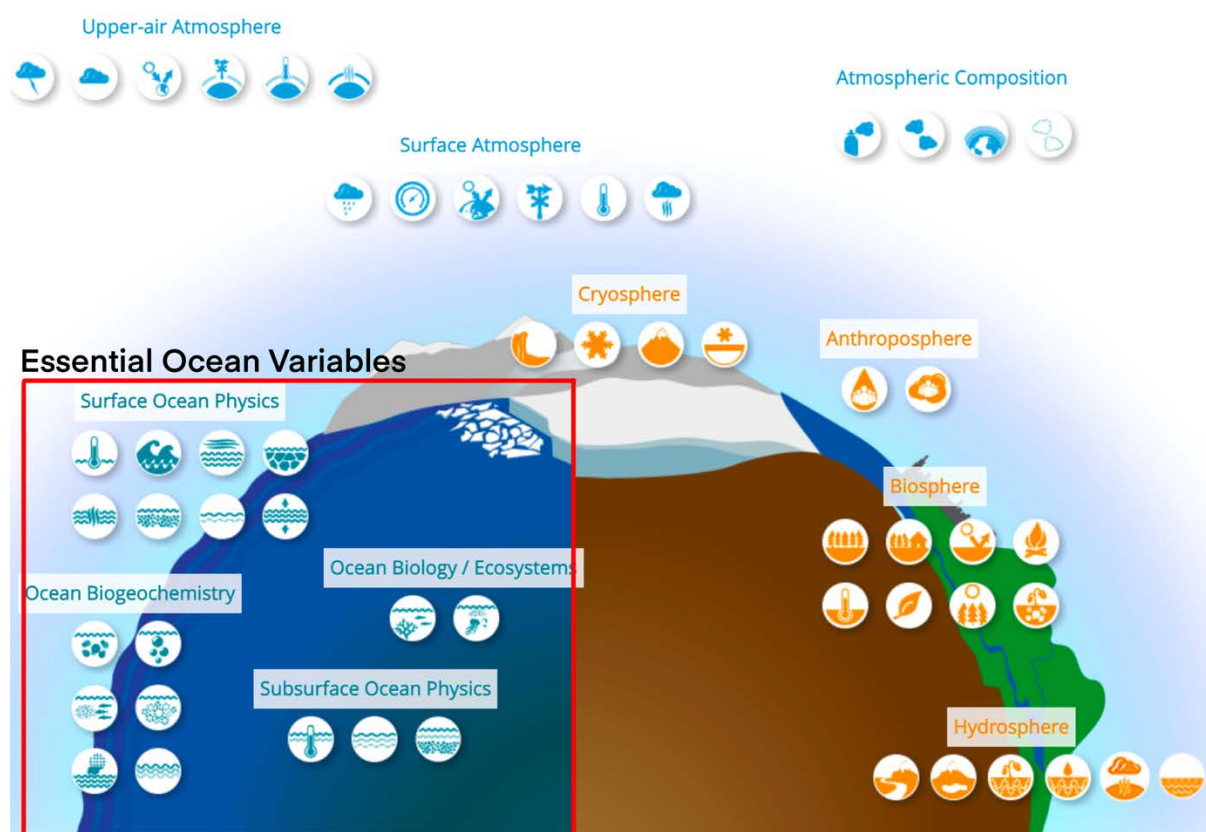 Upper-air Atmosphere
Atmospheric Composition
Surface Atmosphere
Cryosphere
Anthroposphere
Essential Ocean Variables
Surface Ocean Physics
Biosphere
Ocean Biology / Ecosystems
Ocean Biogeochemistry
Subsurface Ocean Physics
Hydrosphere